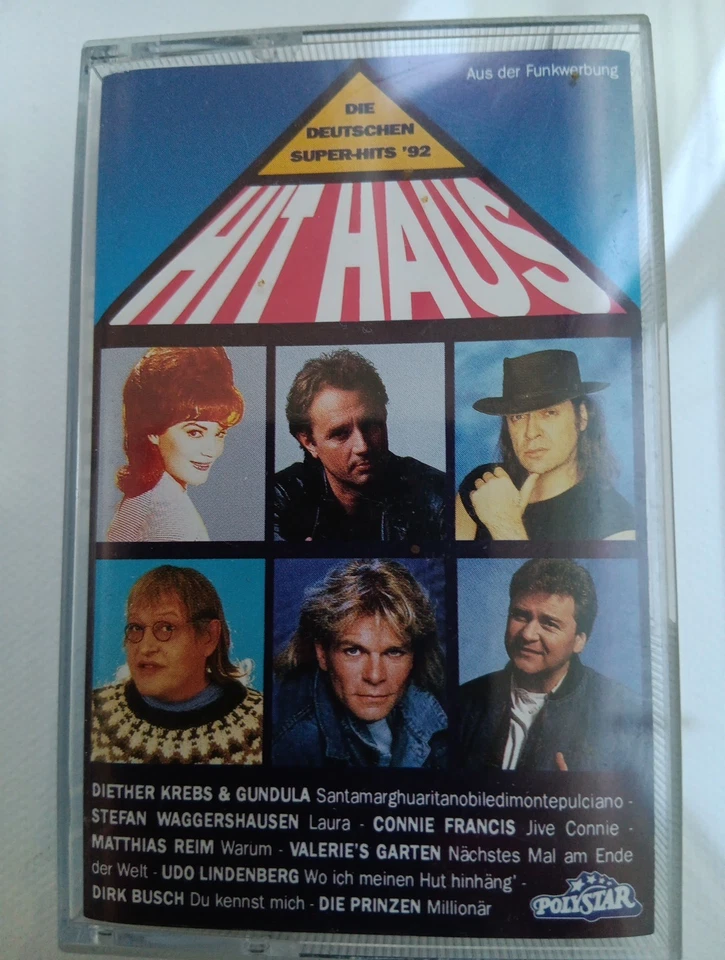 Aus der Funkwerbung
DIE
DEUTSCHEN
SUPER-HITS '92
HIT HAUS
DIETHER KREBS & GUNDULA Santamarghuaritanobiledimontepulciano -
STEFAN WAGGERSHAUSEN Laura - CONNIE FRANCIS Jive Connie -
MATTHIAS REIM Warum - VALERIE'S GARTEN Nächstes Mal am Ende
der Welt - UDO LINDENBERG Wo ich meinen Hut hinhäng' -
DIRK BUSCH Du kennst mich - DIE PRINZEN Millionär
POLYSTAR